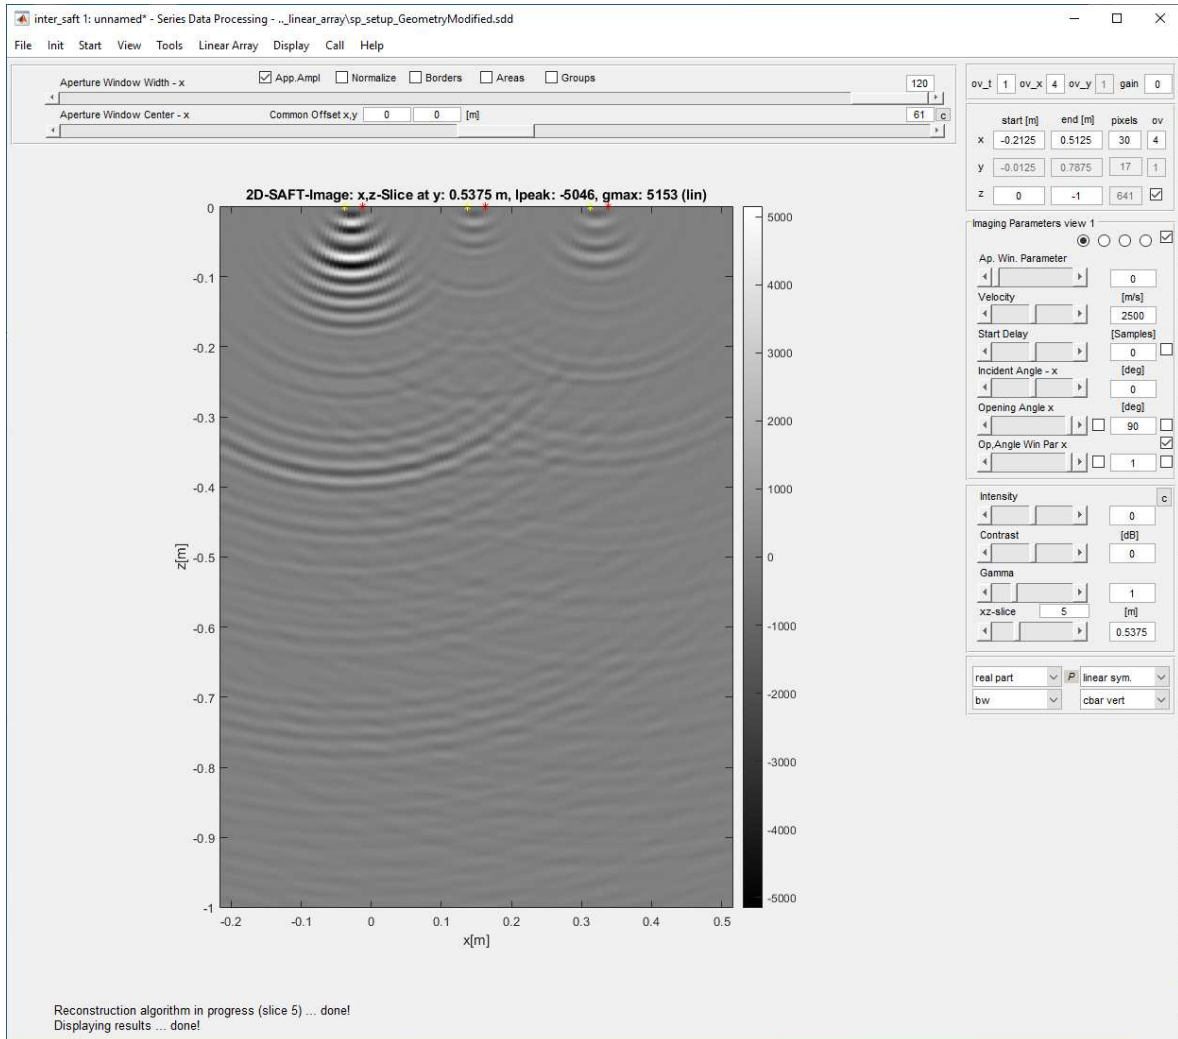 inter_saft 1: unnamed* - Series Data Processing - .._linear_array\sp_setup_GeometryModified.sdd
File Init Start View Tools Linear Array Display Call Help
Aperture Window Width - x App.Ampl Normalize Borders Areas Groups 120
Aperture Window Center - x Common Offset x,y 0 0 [m] 61 c
ov_t 1 ov_x 4 ov_y 1 gain 0
start [m] end [m] pixels ov
x -0.2125 0.5125 30 4
y -0.0125 0.7875 17 1
z 0 -1 641
Imaging Parameters view 1
Ap. Win. Parameter
0
Velocity [m/s]
2500
Start Delay [Samples]
0
Incident Angle - x [deg]
0
Opening Angle x [deg]
90
Op,Angle Win Par x
1
Intensity c
0
Contrast [dB]
0
Gamma
1
xz-slice 5 [m]
0.5375
real part P linear sym.
bw cbar vert
2D-SAFT-Image: x,z-Slice at y: 0.5375 m, lpeak: -5046, gmax: 5153 (lin)
0
-0.1
-0.2
-0.3
-0.4
-0.5
-0.6
-0.7
-0.8
-0.9
-1
z[m]
-0.2 -0.1 0 0.1 0.2 0.3 0.4 0.5
x[m]
5000
4000
3000
2000
1000
0
-1000
-2000
-3000
-4000
-5000
Reconstruction algorithm in progress (slice 5) ... done!
Displaying results ... done!